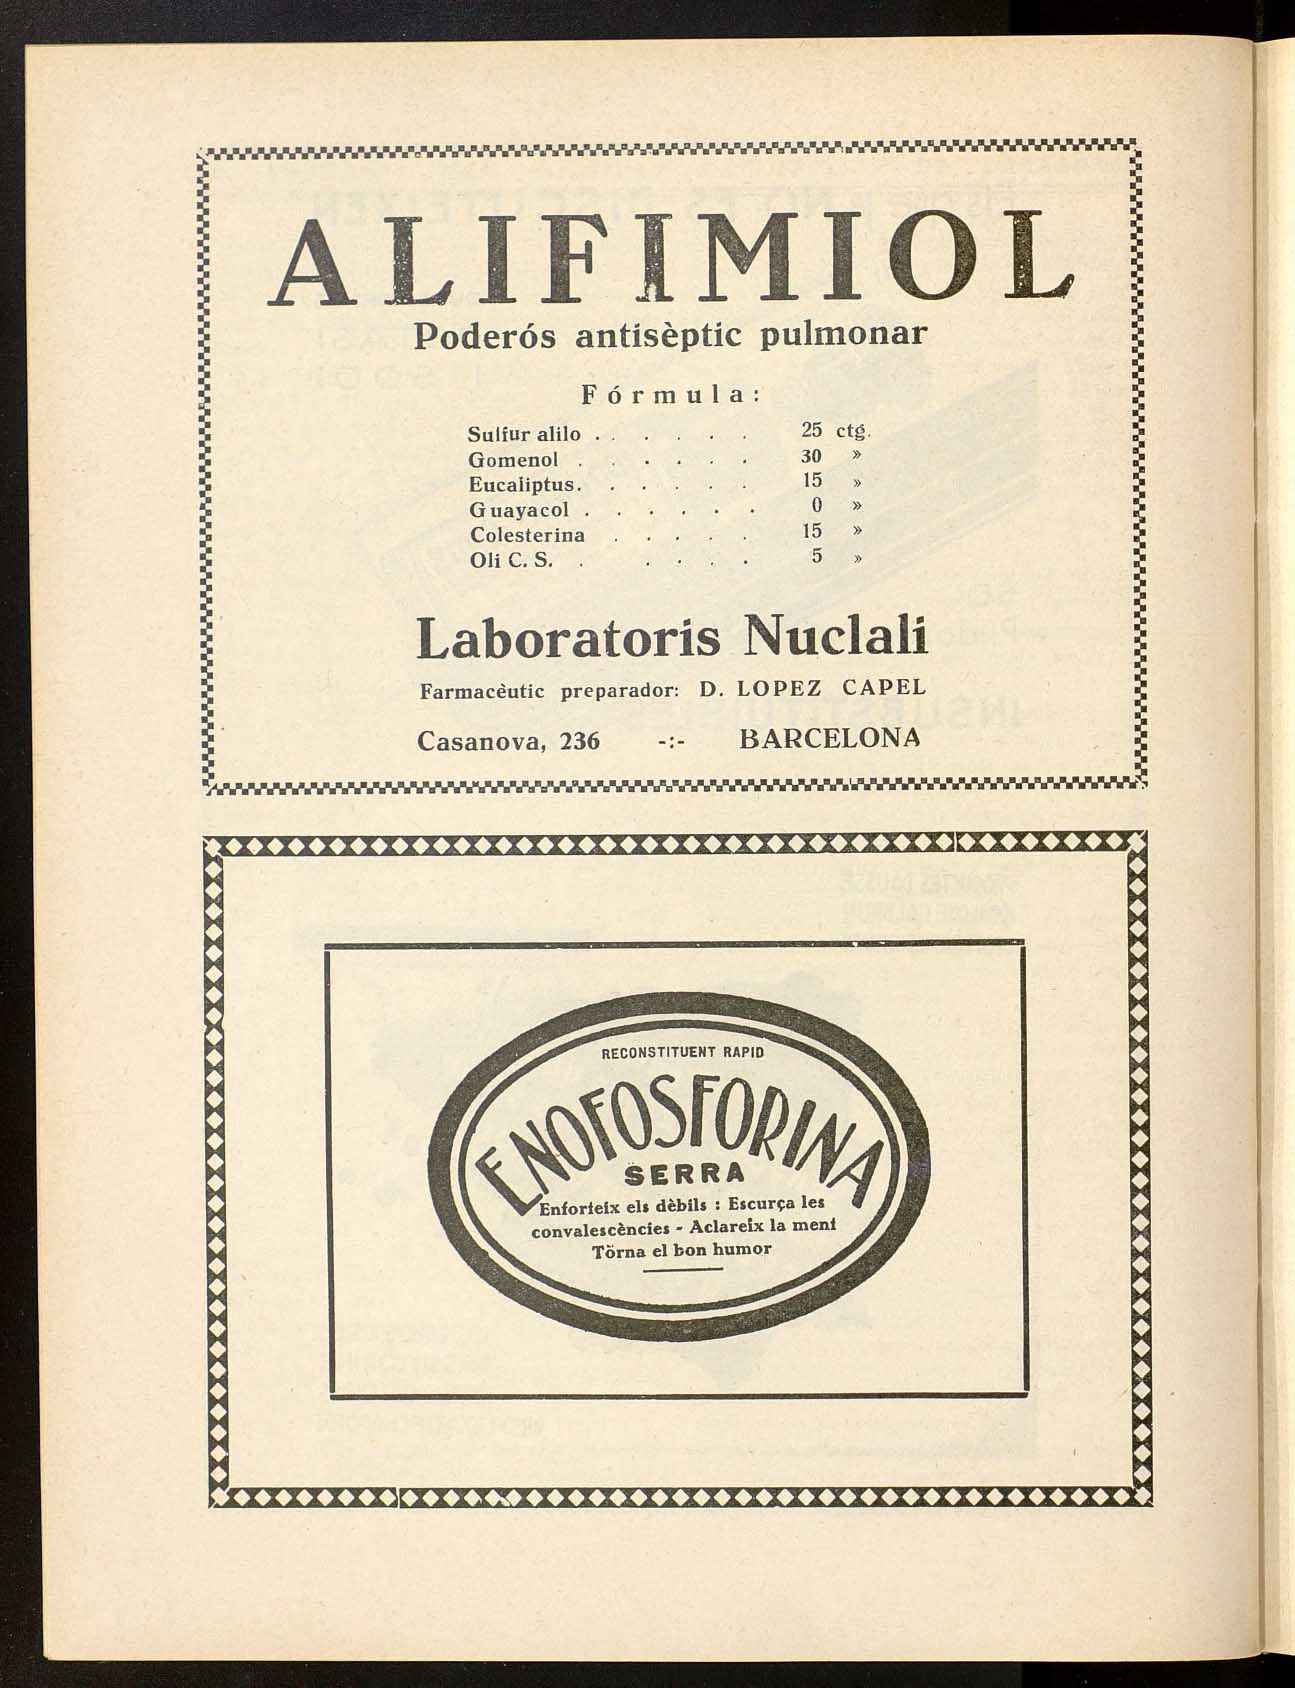 ALIFIMIOL
Poderós antisèptic pulmonar
Fórmula:
Sulfur alilo . . . . . . . 25 ctg.
Gomenol . . . . . . . 30 »
Eucaliptus. . . . . . . 15 »
Guayacol . . . . . . . 0 »
Colesterina . . . . . 15 »
Oli C. S. . . . . . 5 »
Laboratoris Nuclali
Farmacèutic preparador: D. LOPEZ CAPEL
Casanova, 236 -:- BARCELONA
RECONSTITUENT RAPID
ENOFOSFORINA
SERRA
Enforteix els dèbils : Escurça les
convalescències - Aclareix la ment
Törna el bon humor